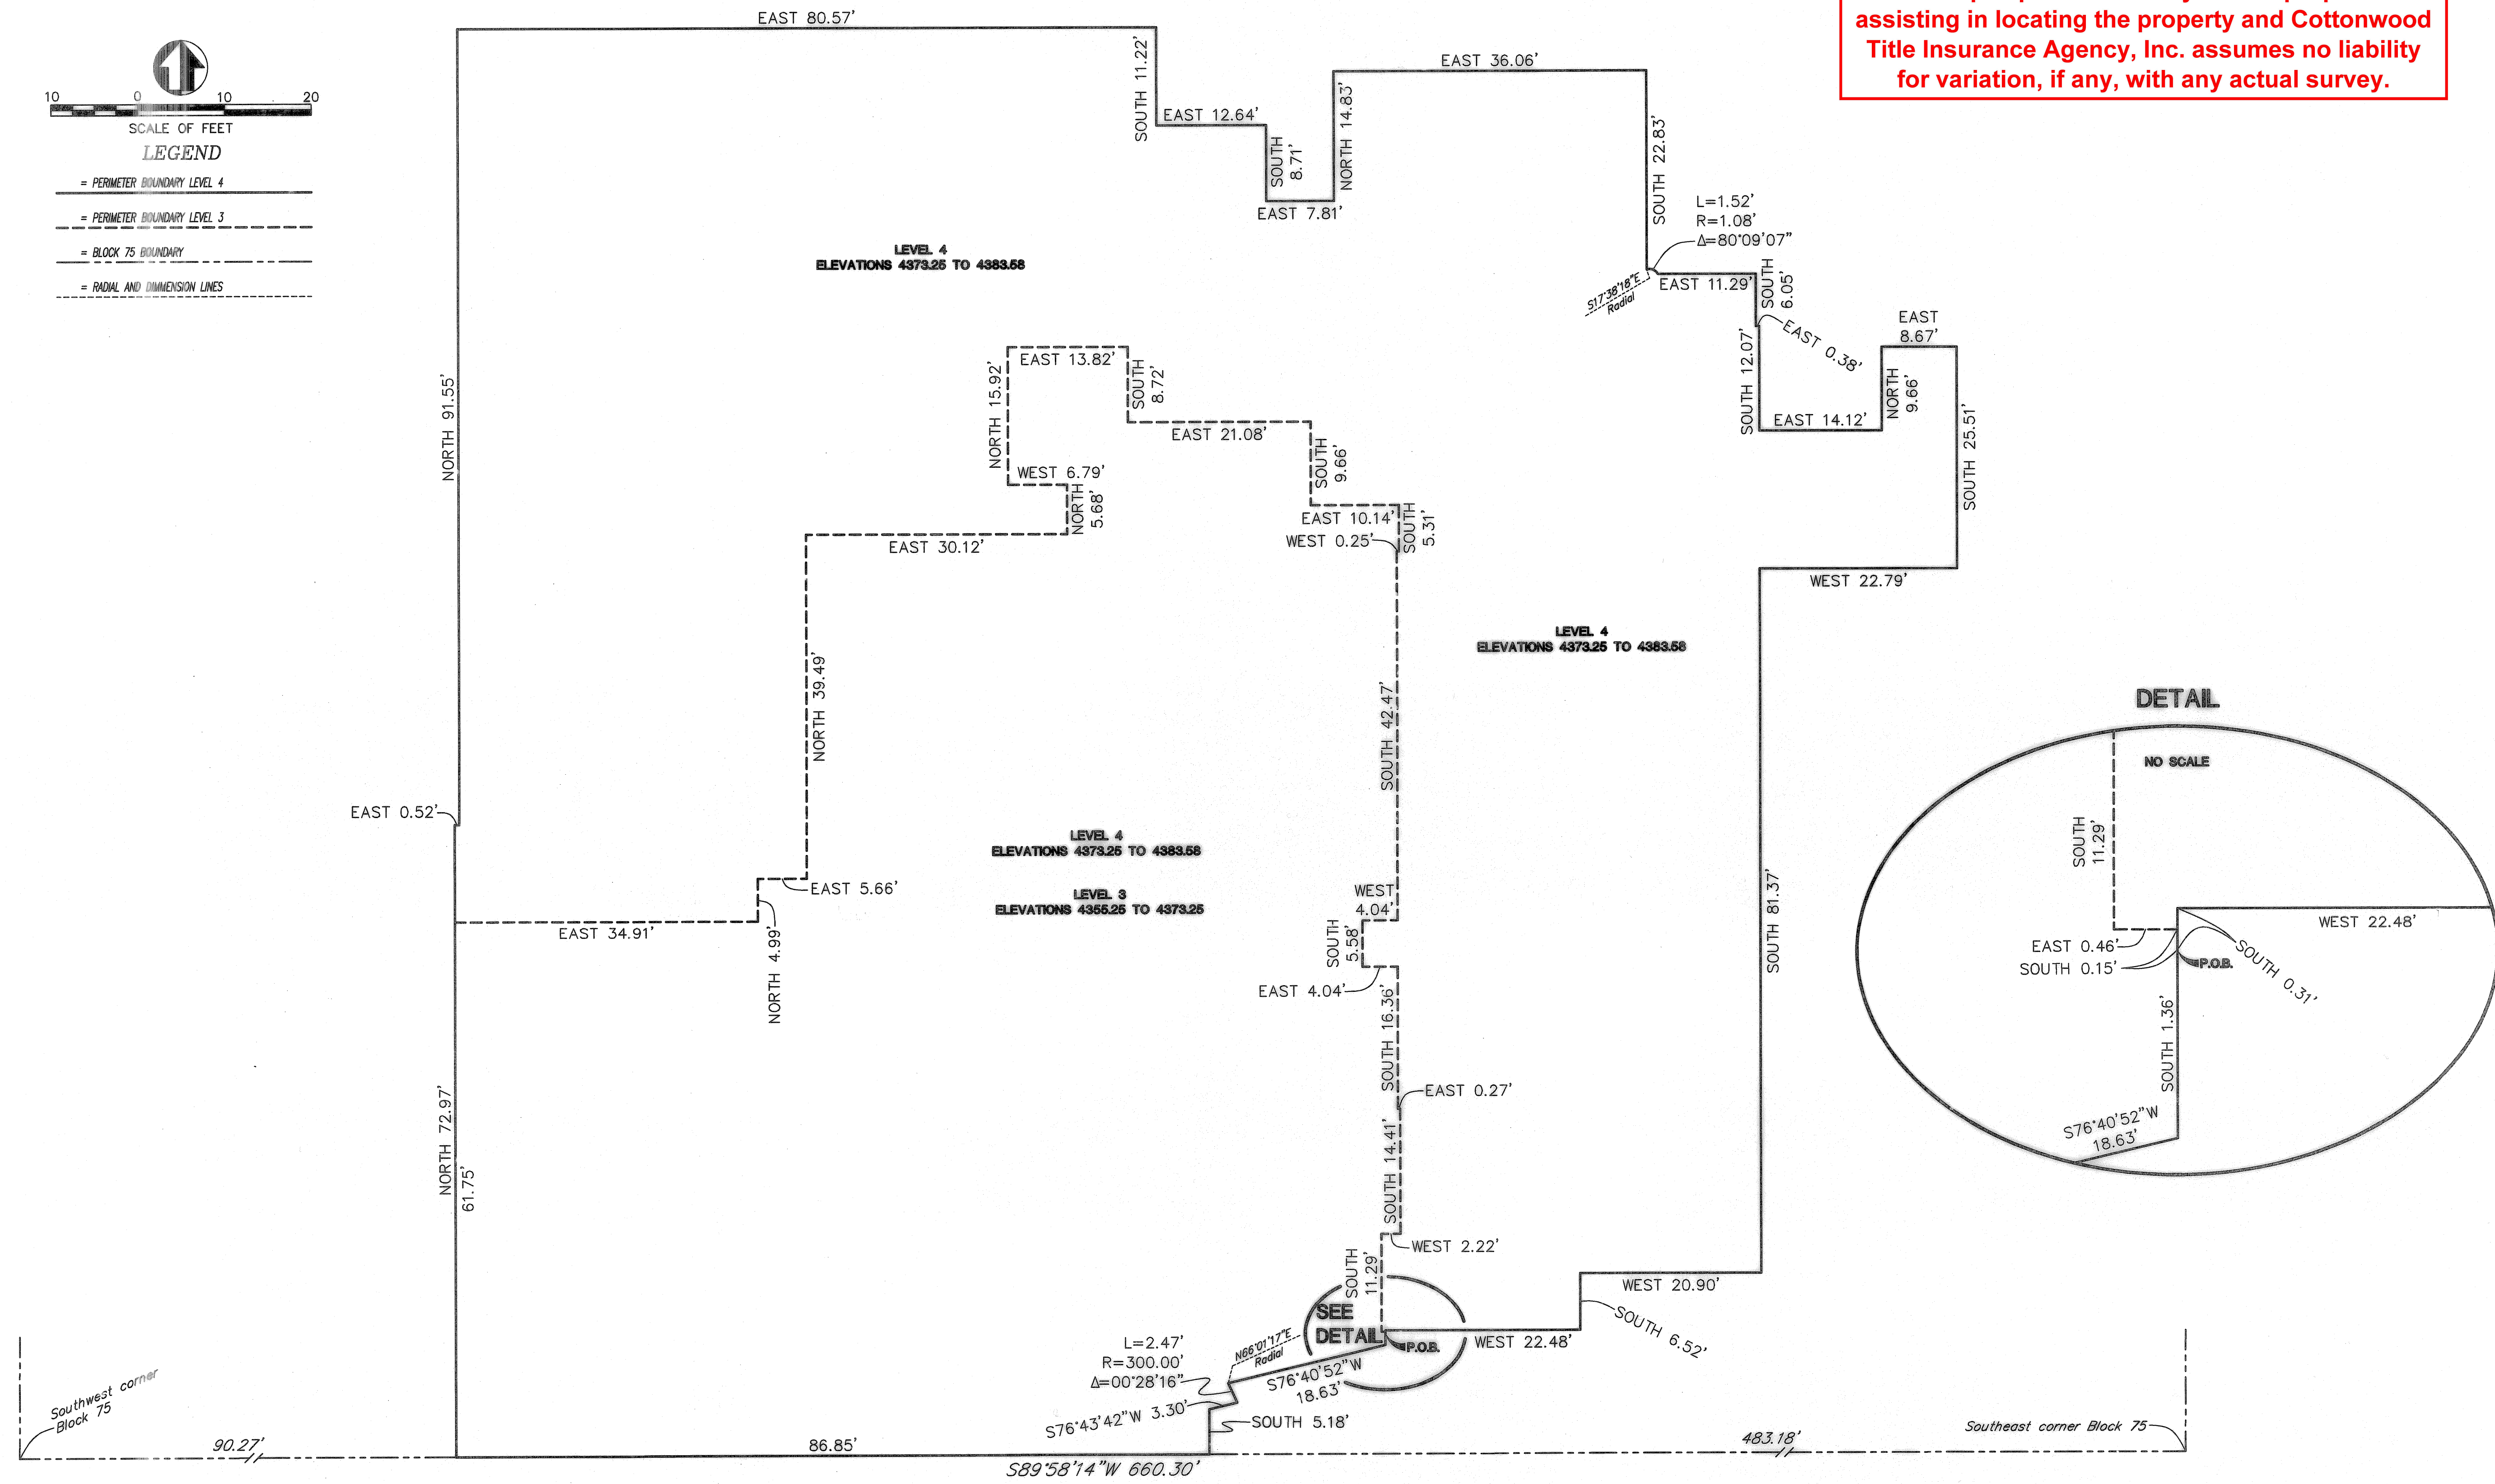 assisting in locating the property and Cottonwood
Title Insurance Agency, Inc. assumes no liability
for variation, if any, with any actual survey.
10 0 10 20
SCALE OF FEET
LEGEND
= PERIMETER BOUNDARY LEVEL 4
= PERIMETER BOUNDARY LEVEL 3
= BLOCK 75 BOUNDARY
= RADIAL AND DIMMENSION LINES
EAST 80.57'
SOUTH 11.22'
EAST 12.64'
SOUTH
8.71'
EAST 7.81'
NORTH 14.83'
EAST 36.06'
SOUTH 22.83'
L=1.52'
R=1.08'
Δ=80°09'07"
S17°38'18"E
Radial
EAST 11.29'
SOUTH
6.05'
EAST 0.38'
SOUTH 12.07'
EAST 14.12'
NORTH
9.66'
EAST
8.67'
SOUTH 25.51'
WEST 22.79'
LEVEL 4
ELEVATIONS 4373.25 TO 4383.58
NORTH 91.55'
NORTH 15.92'
EAST 13.82'
SOUTH
8.72'
EAST 21.08'
SOUTH
9.66'
WEST 6.79'
NORTH
5.68'
EAST 30.12'
EAST 10.14'
SOUTH
5.31'
WEST 0.25'
LEVEL 4
ELEVATIONS 4373.25 TO 4383.58
NORTH 39.49'
SOUTH 42.47'
EAST 0.52'
LEVEL 4
ELEVATIONS 4373.25 TO 4383.58
LEVEL 3
ELEVATIONS 4355.25 TO 4373.25
EAST 5.66'
EAST 34.91'
NORTH 4.99'
WEST
4.04'
SOUTH
5.58'
EAST 4.04'
SOUTH 16.36'
EAST 0.27'
SOUTH 14.41'
WEST 2.22'
SOUTH
11.29'
SOUTH 81.37'
WEST 20.90'
SOUTH 6.52'
WEST 22.48'
NORTH 72.97'
61.75'
SEE
DETAIL
P.O.B.
N66°01'17"E
Radial
L=2.47'
R=300.00'
Δ=00°28'16"
S76°40'52"W
18.63'
S76°43'42"W 3.30'
SOUTH 5.18'
DETAIL
NO SCALE
SOUTH
11.29'
WEST 22.48'
EAST 0.46'
SOUTH 0.15'
P.O.B.
SOUTH 0.31'
SOUTH 1.36'
S76°40'52"W
18.63'
Southwest corner
Block 75
90.27'
86.85'
483.18'
Southeast corner Block 75
S89°58'14"W 660.30'